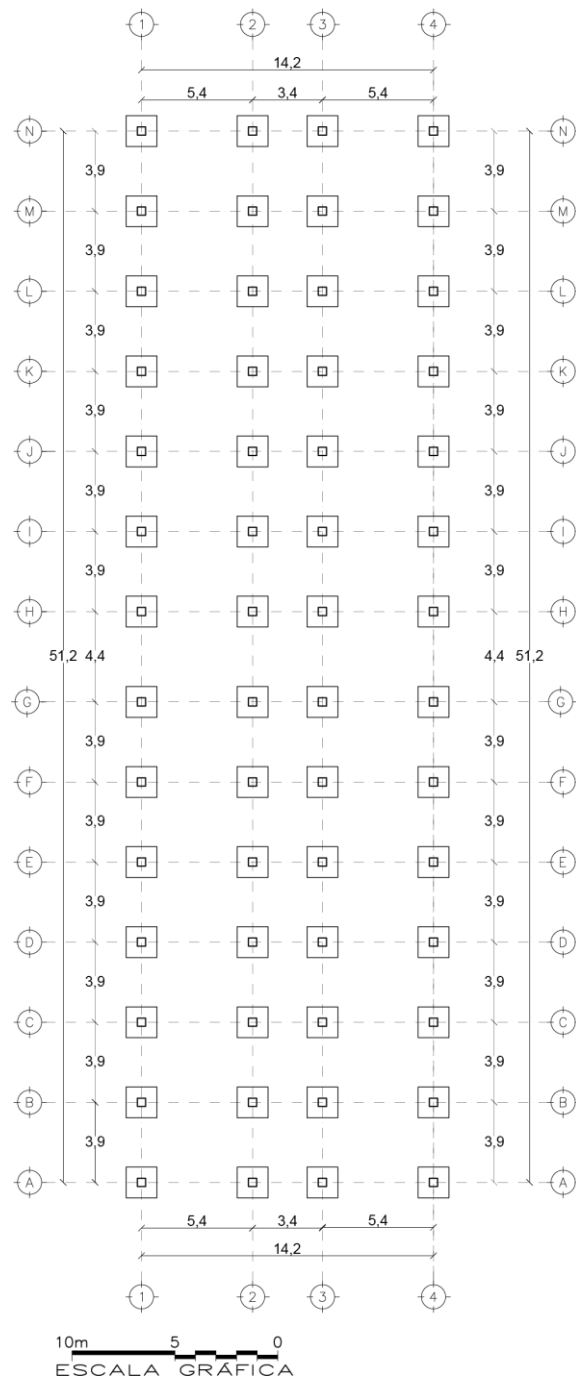 1 2 3 4
14,2
5,4 3,4 5,4
N N
3,9 3,9
M M
3,9 3,9
L L
3,9 3,9
K K
3,9 3,9
J J
3,9 3,9
I I
3,9 3,9
H H
51,2 4,4 4,4 51,2
G G
3,9 3,9
F F
3,9 3,9
E E
3,9 3,9
D D
3,9 3,9
C C
3,9 3,9
B B
3,9 3,9
A A
5,4 3,4 5,4
14,2
1 2 3 4
10m 5 0
ESCALA GRÁFICA